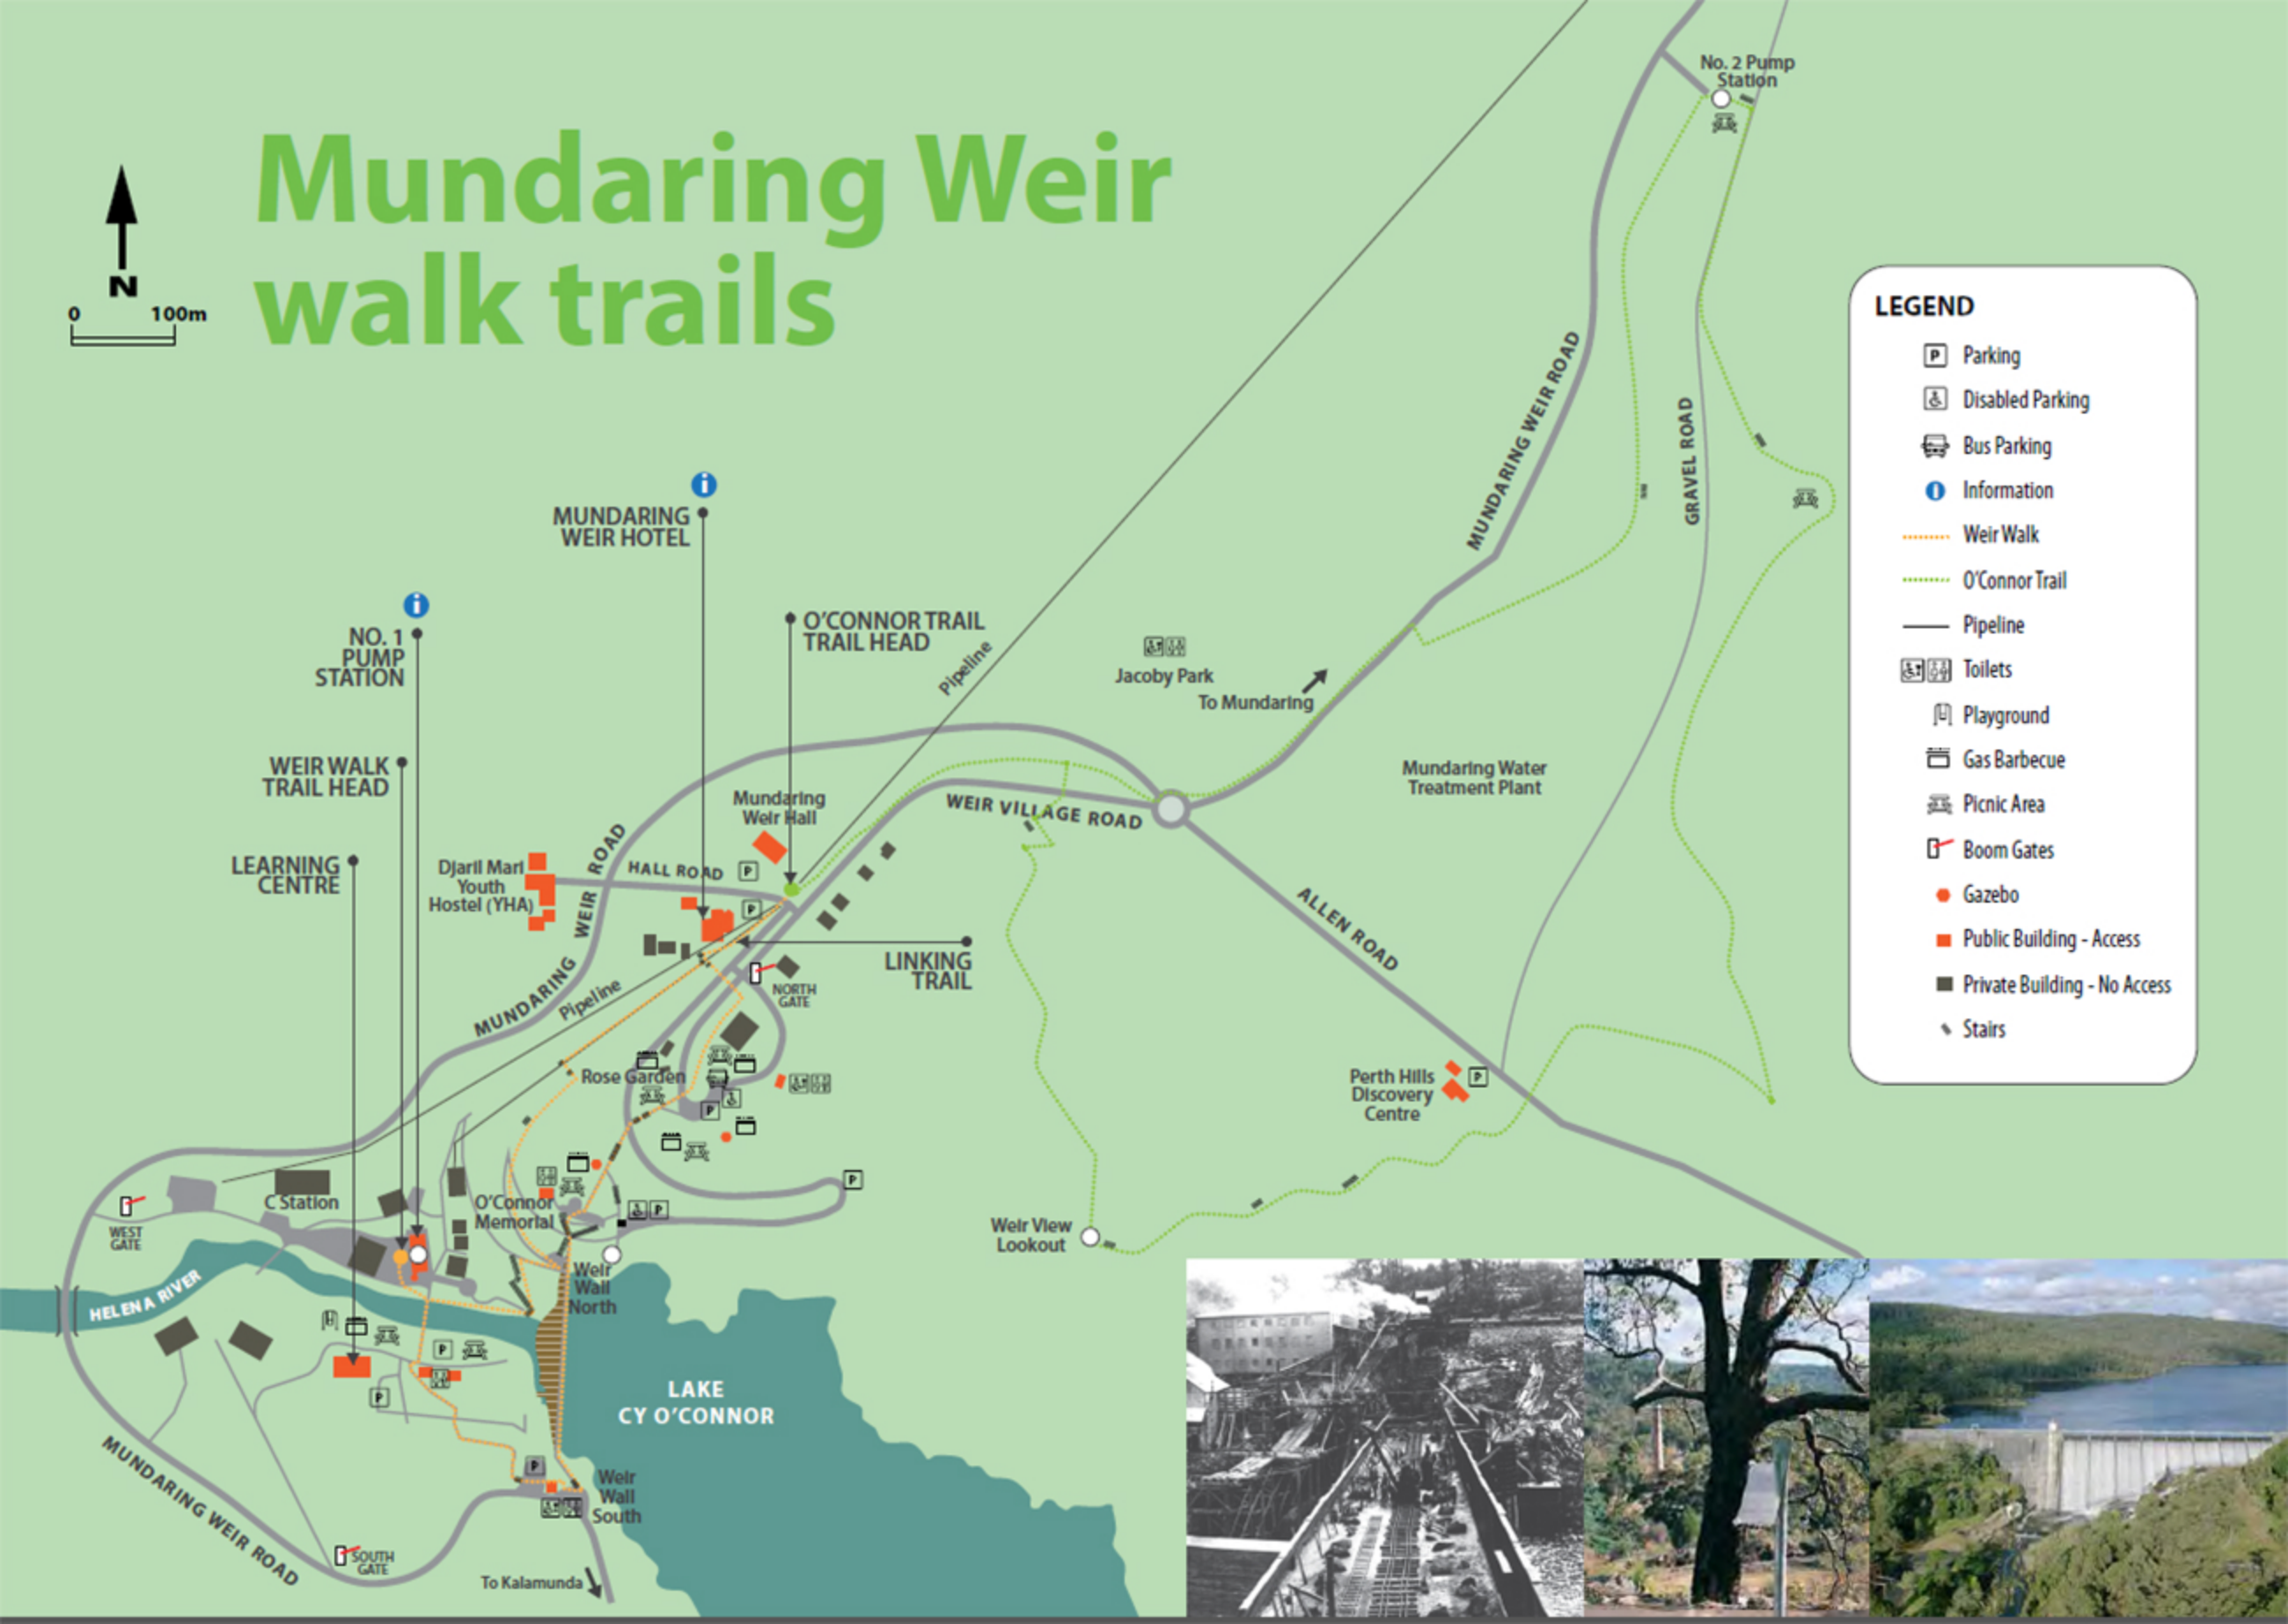 Mundaring Weir
walk trails
N
0 100m
No. 2 Pump
Station
LEGEND
P Parking
Disabled Parking
Bus Parking
i Information
Weir Walk
O'Connor Trail
Pipeline
Toilets
Playground
Gas Barbecue
Picnic Area
Boom Gates
Gazebo
Public Building - Access
Private Building - No Access
Stairs
MUNDARING WEIR ROAD
GRAVEL ROAD
i
MUNDARING
WEIR HOTEL
i
NO. 1
PUMP
STATION
O'CONNOR TRAIL
TRAIL HEAD
Pipeline
Jacoby Park
To Mundaring
WEIR WALK
TRAIL HEAD
Mundaring Water
Treatment Plant
Mundaring
Weir Hall
WEIR VILLAGE ROAD
LEARNING
CENTRE
Djaril Mari
Youth
Hostel (YHA)
HALL ROAD
P
P
MUNDARING WEIR ROAD
LINKING
TRAIL
ALLEN ROAD
NORTH
GATE
Pipeline
Rose Garden
P
Perth Hills
Discovery
Centre
P
P
C Station
O'Connor
Memorial
P
WEST
GATE
Weir View
Lookout
Weir
Wall
North
HELENA RIVER
P
P
LAKE
CY O'CONNOR
P
Weir
Wall
South
MUNDARING WEIR ROAD
SOUTH
GATE
To Kalamunda